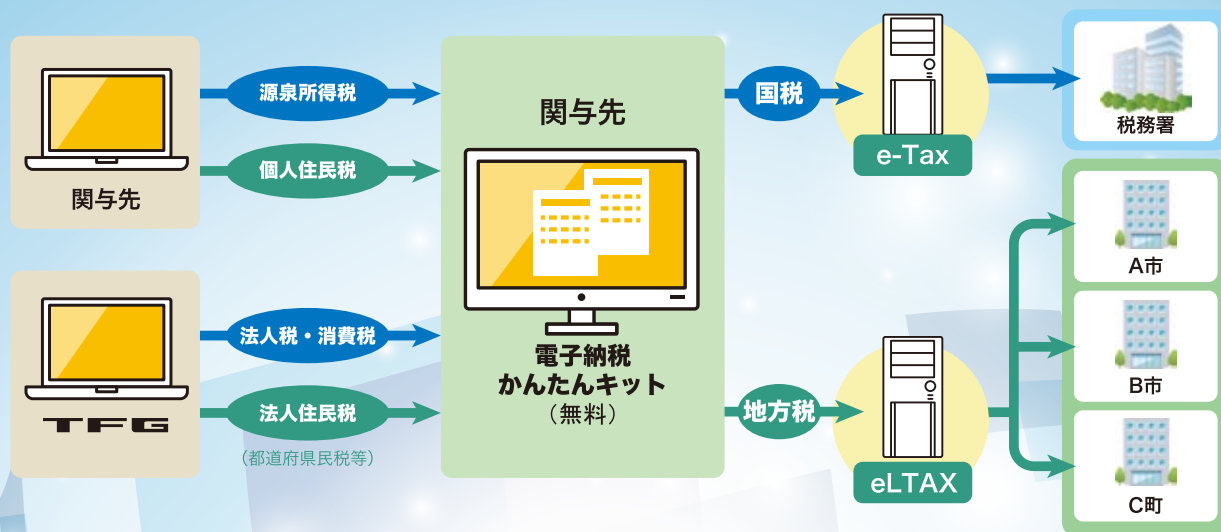 源泉所得税
個人住民税
関与先
法人税・消費税
法人住民税
(都道府県民税等)
TFG
関与先
電子納税
かんたんキット
(無料)
国税
e-Tax
税務署
地方税
eLTAX
A市
B市
C町